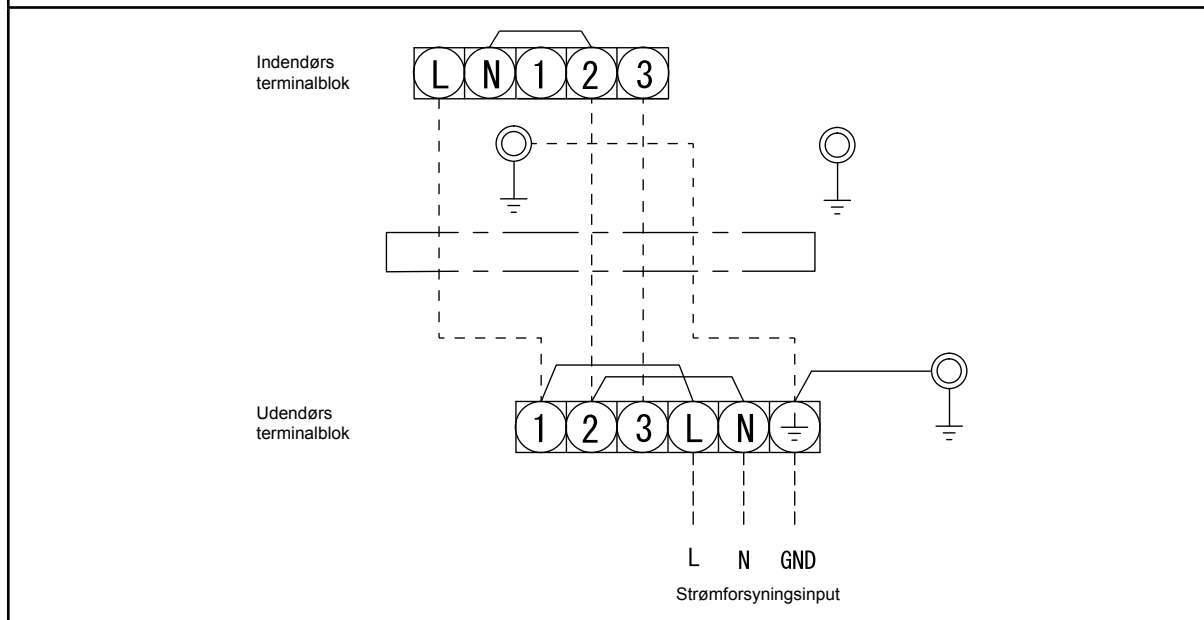 Indendørs
terminalblok
L N 1 2 3
Udendørs
terminalblok
1 2 3 L N
L N GND
Strømforsyningsinput